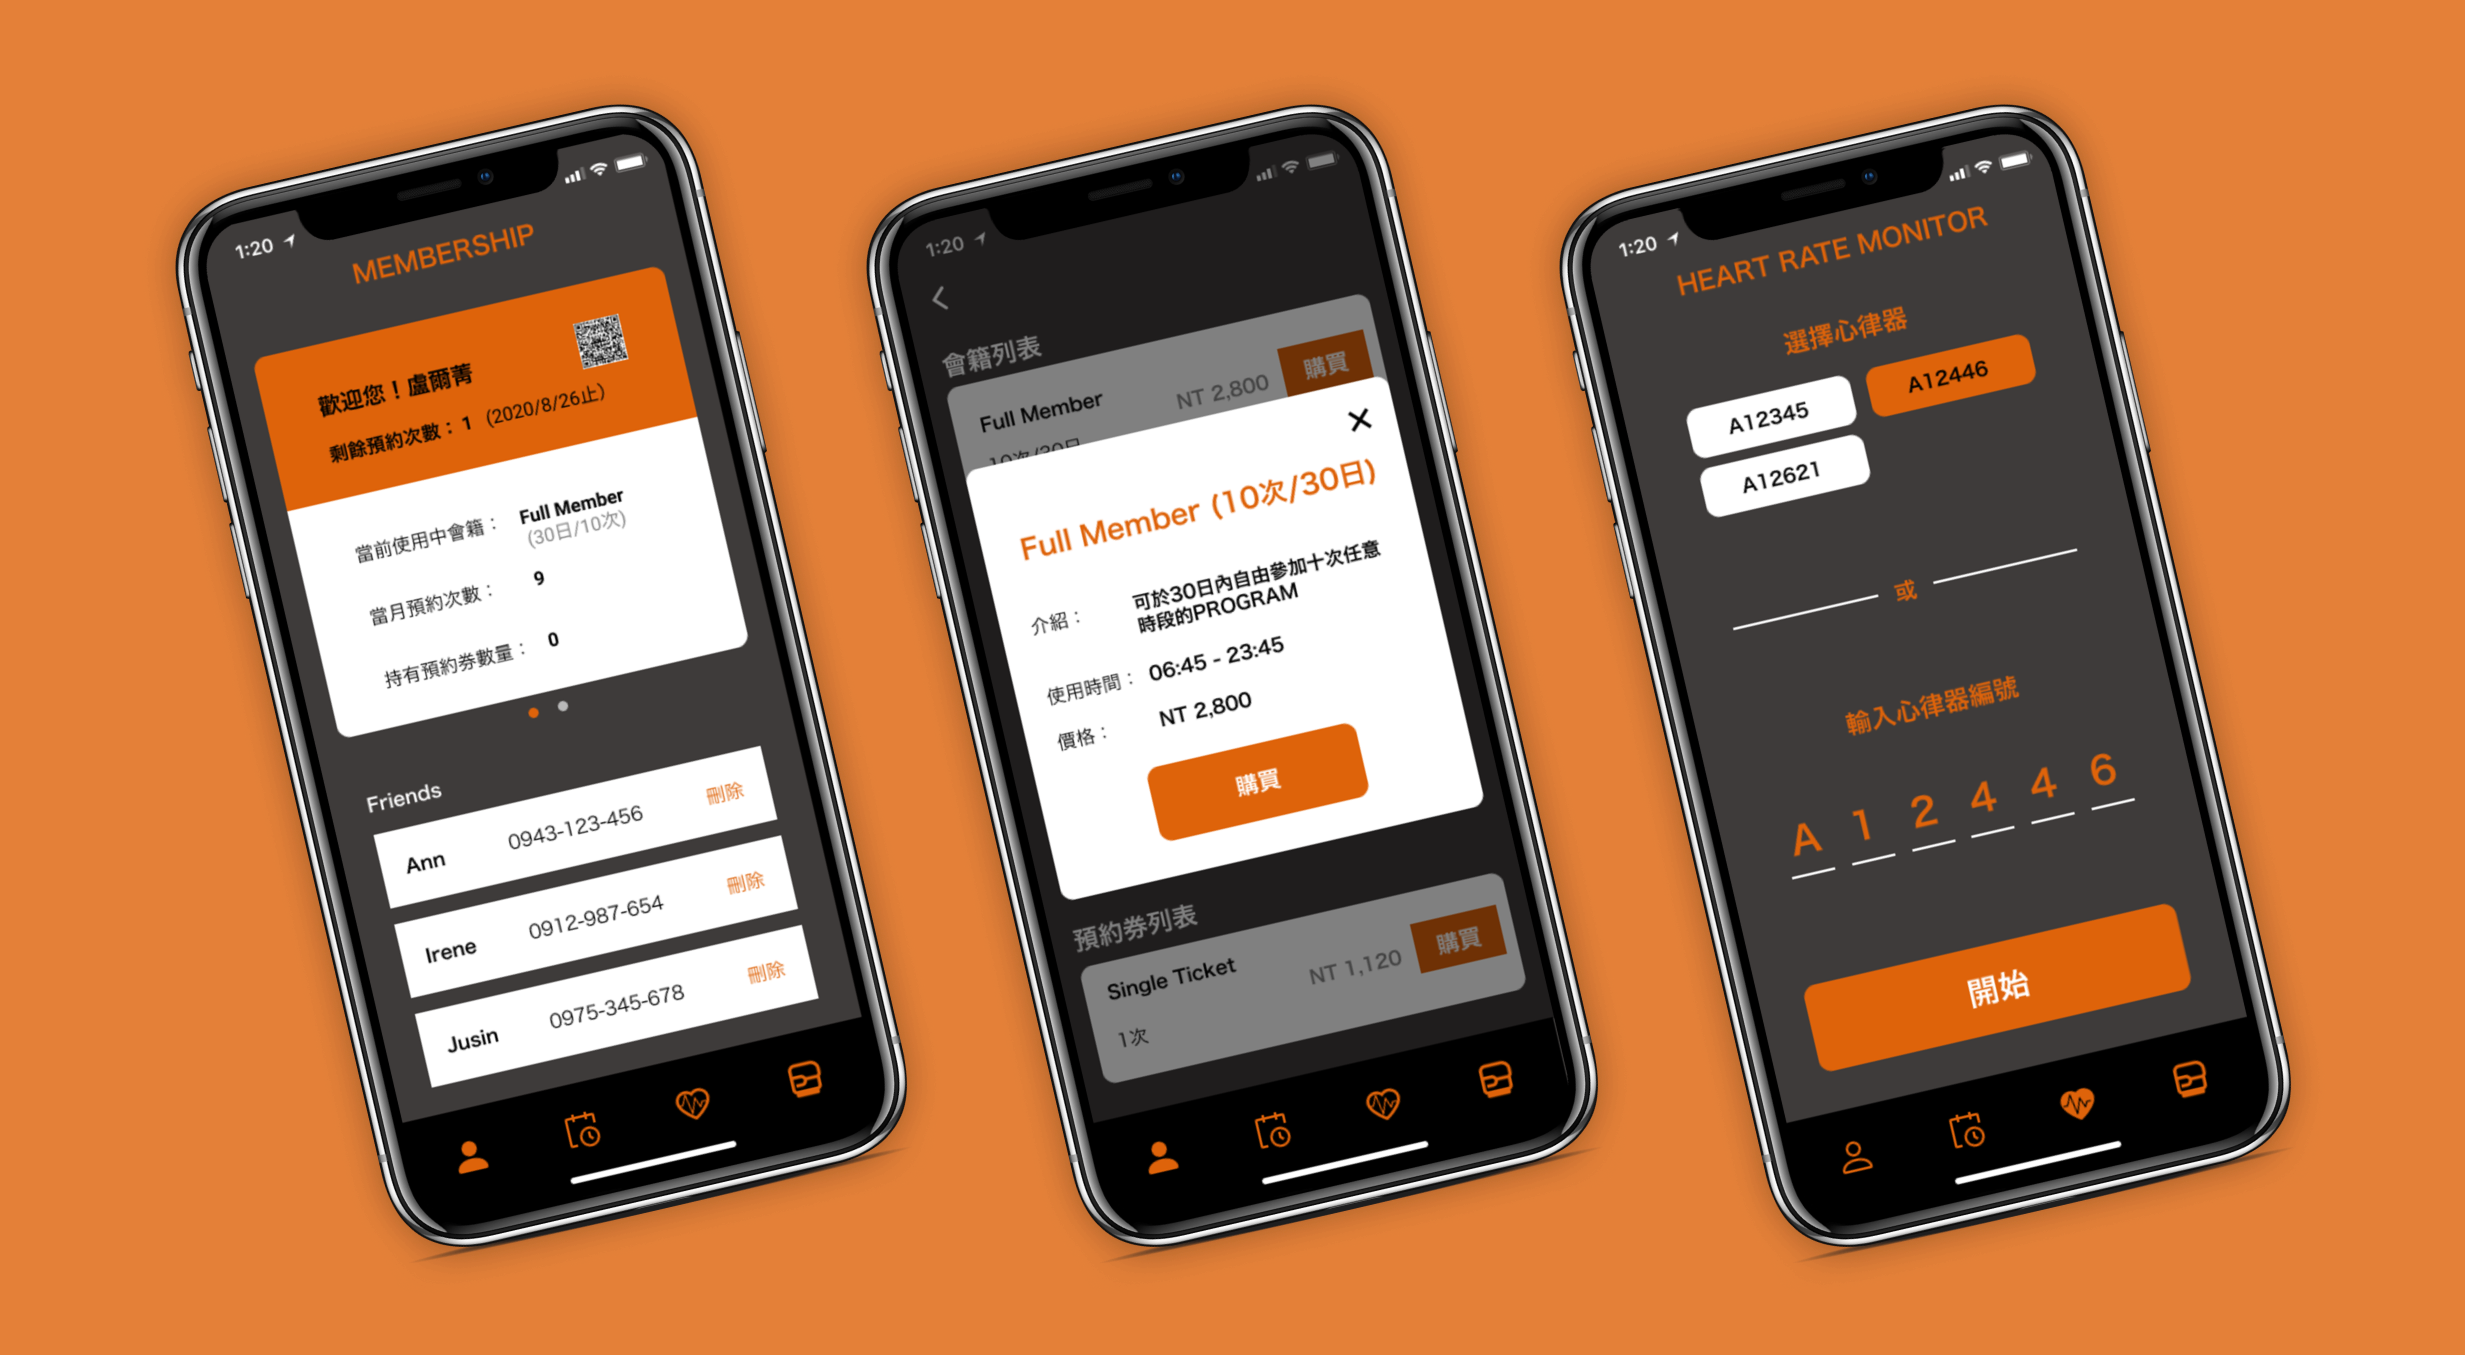 1:20
MEMBERSHIP
歡迎您！盧爾菁
剩餘預約次數：1 (2020/8/26止)
當前使用中會籍： Full Member
(30日/10次)
當月預約次數： 9
持有預約券數量： 0
Friends
Ann 0943-123-456 刪除
Irene 0912-987-654 刪除
Jusin 0975-345-678 刪除
1:20
會籍列表
Full Member NT 2,800 購買
10次/30日
Full Member (10次/30日)
介紹： 可於30日內自由參加十次任意
時段的PROGRAM
使用時間： 06:45 - 23:45
價格： NT 2,800
購買
預約券列表
Single Ticket NT 1,120 購買
1次
1:20
HEART RATE MONITOR
選擇心律器
A12345 A12446
A12621
或
輸入心律器編號
A 1 2 4 4 6
開始